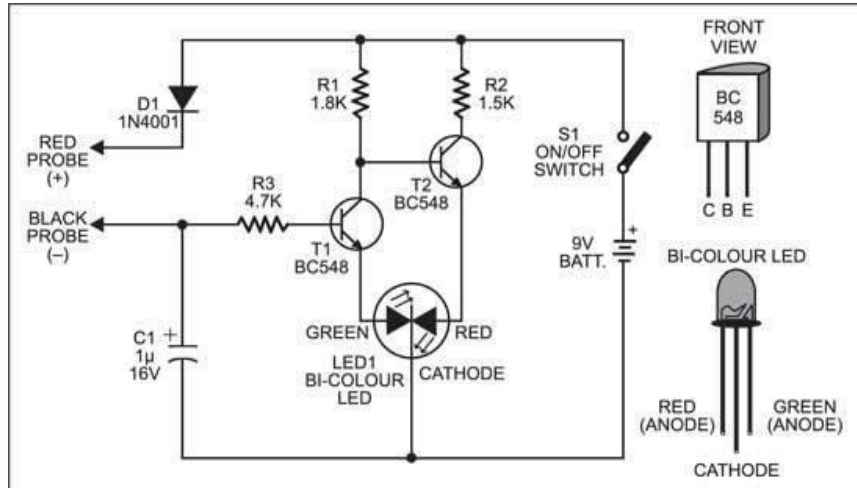 D1
1N4001
RED
PROBE
(+)
BLACK
PROBE
(–)
R3
4.7K
C1
1µ
16V
+
R1
1.8K
R2
1.5K
T1
BC548
T2
BC548
GREEN
RED
LED1
BI-COLOUR
LED
CATHODE
S1
ON/OFF
SWITCH
9V
BATT.
+
FRONT
VIEW
BC
548
C B E
BI-COLOUR LED
RED
(ANODE)
GREEN
(ANODE)
CATHODE